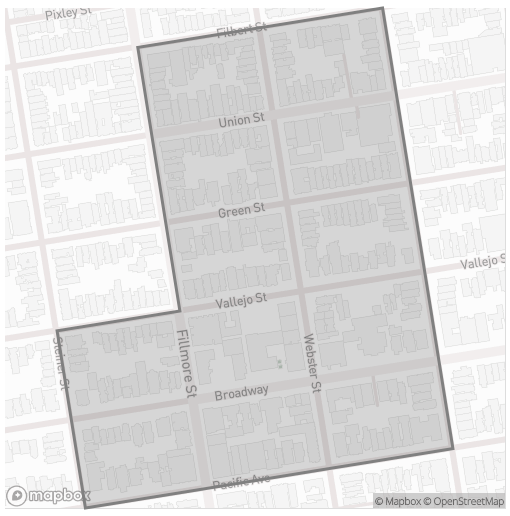 Pixley St
Filbert St
Union St
Green St
Vallejo St
Vallejo S
Steiner St
Fillmore St
Webster St
Broadway
Pacific Ave
mapbox
© Mapbox © OpenStreetMap